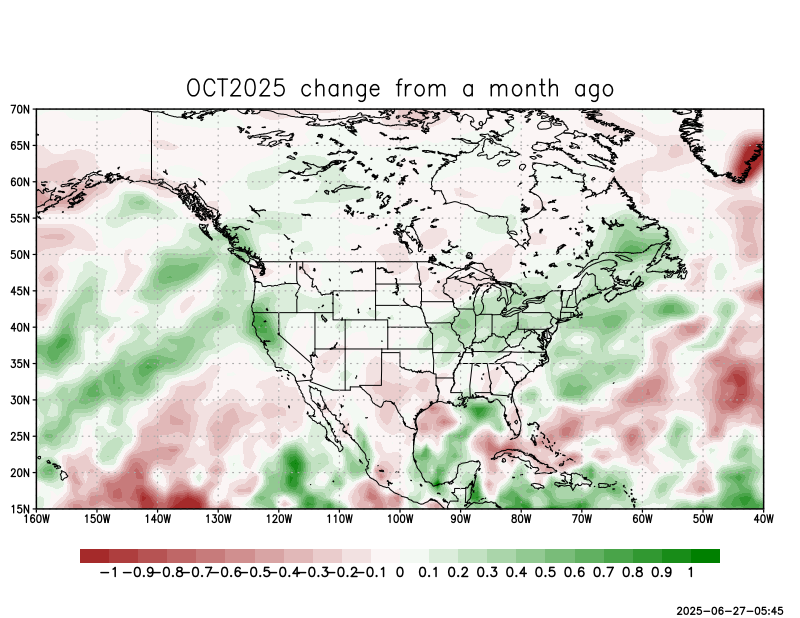 OCT2025 change from a month ago
70N
65N
60N
55N
50N
45N
40N
35N
30N
25N
20N
15N
160W 150W 140W 130W 120W 110W 100W 90W 80W 70W 60W 50W 40W
-1 -0.9 -0.8 -0.7 -0.6 -0.5 -0.4 -0.3 -0.2 -0.1 0 0.1 0.2 0.3 0.4 0.5 0.6 0.7 0.8 0.9 1
2025-06-27-05:45